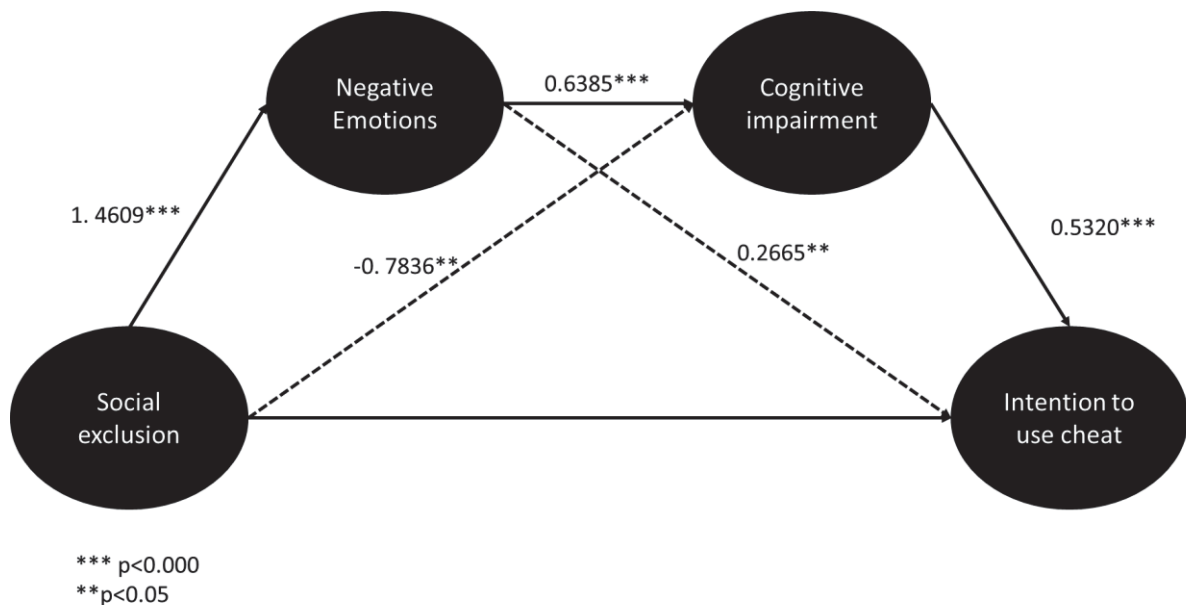 Negative
Emotions
0.6385***
Cognitive
impairment
1. 4609***
-0. 7836**
0.2665**
0.5320***
Social
exclusion
Intention to
use cheat
*** p<0.000
**p<0.05